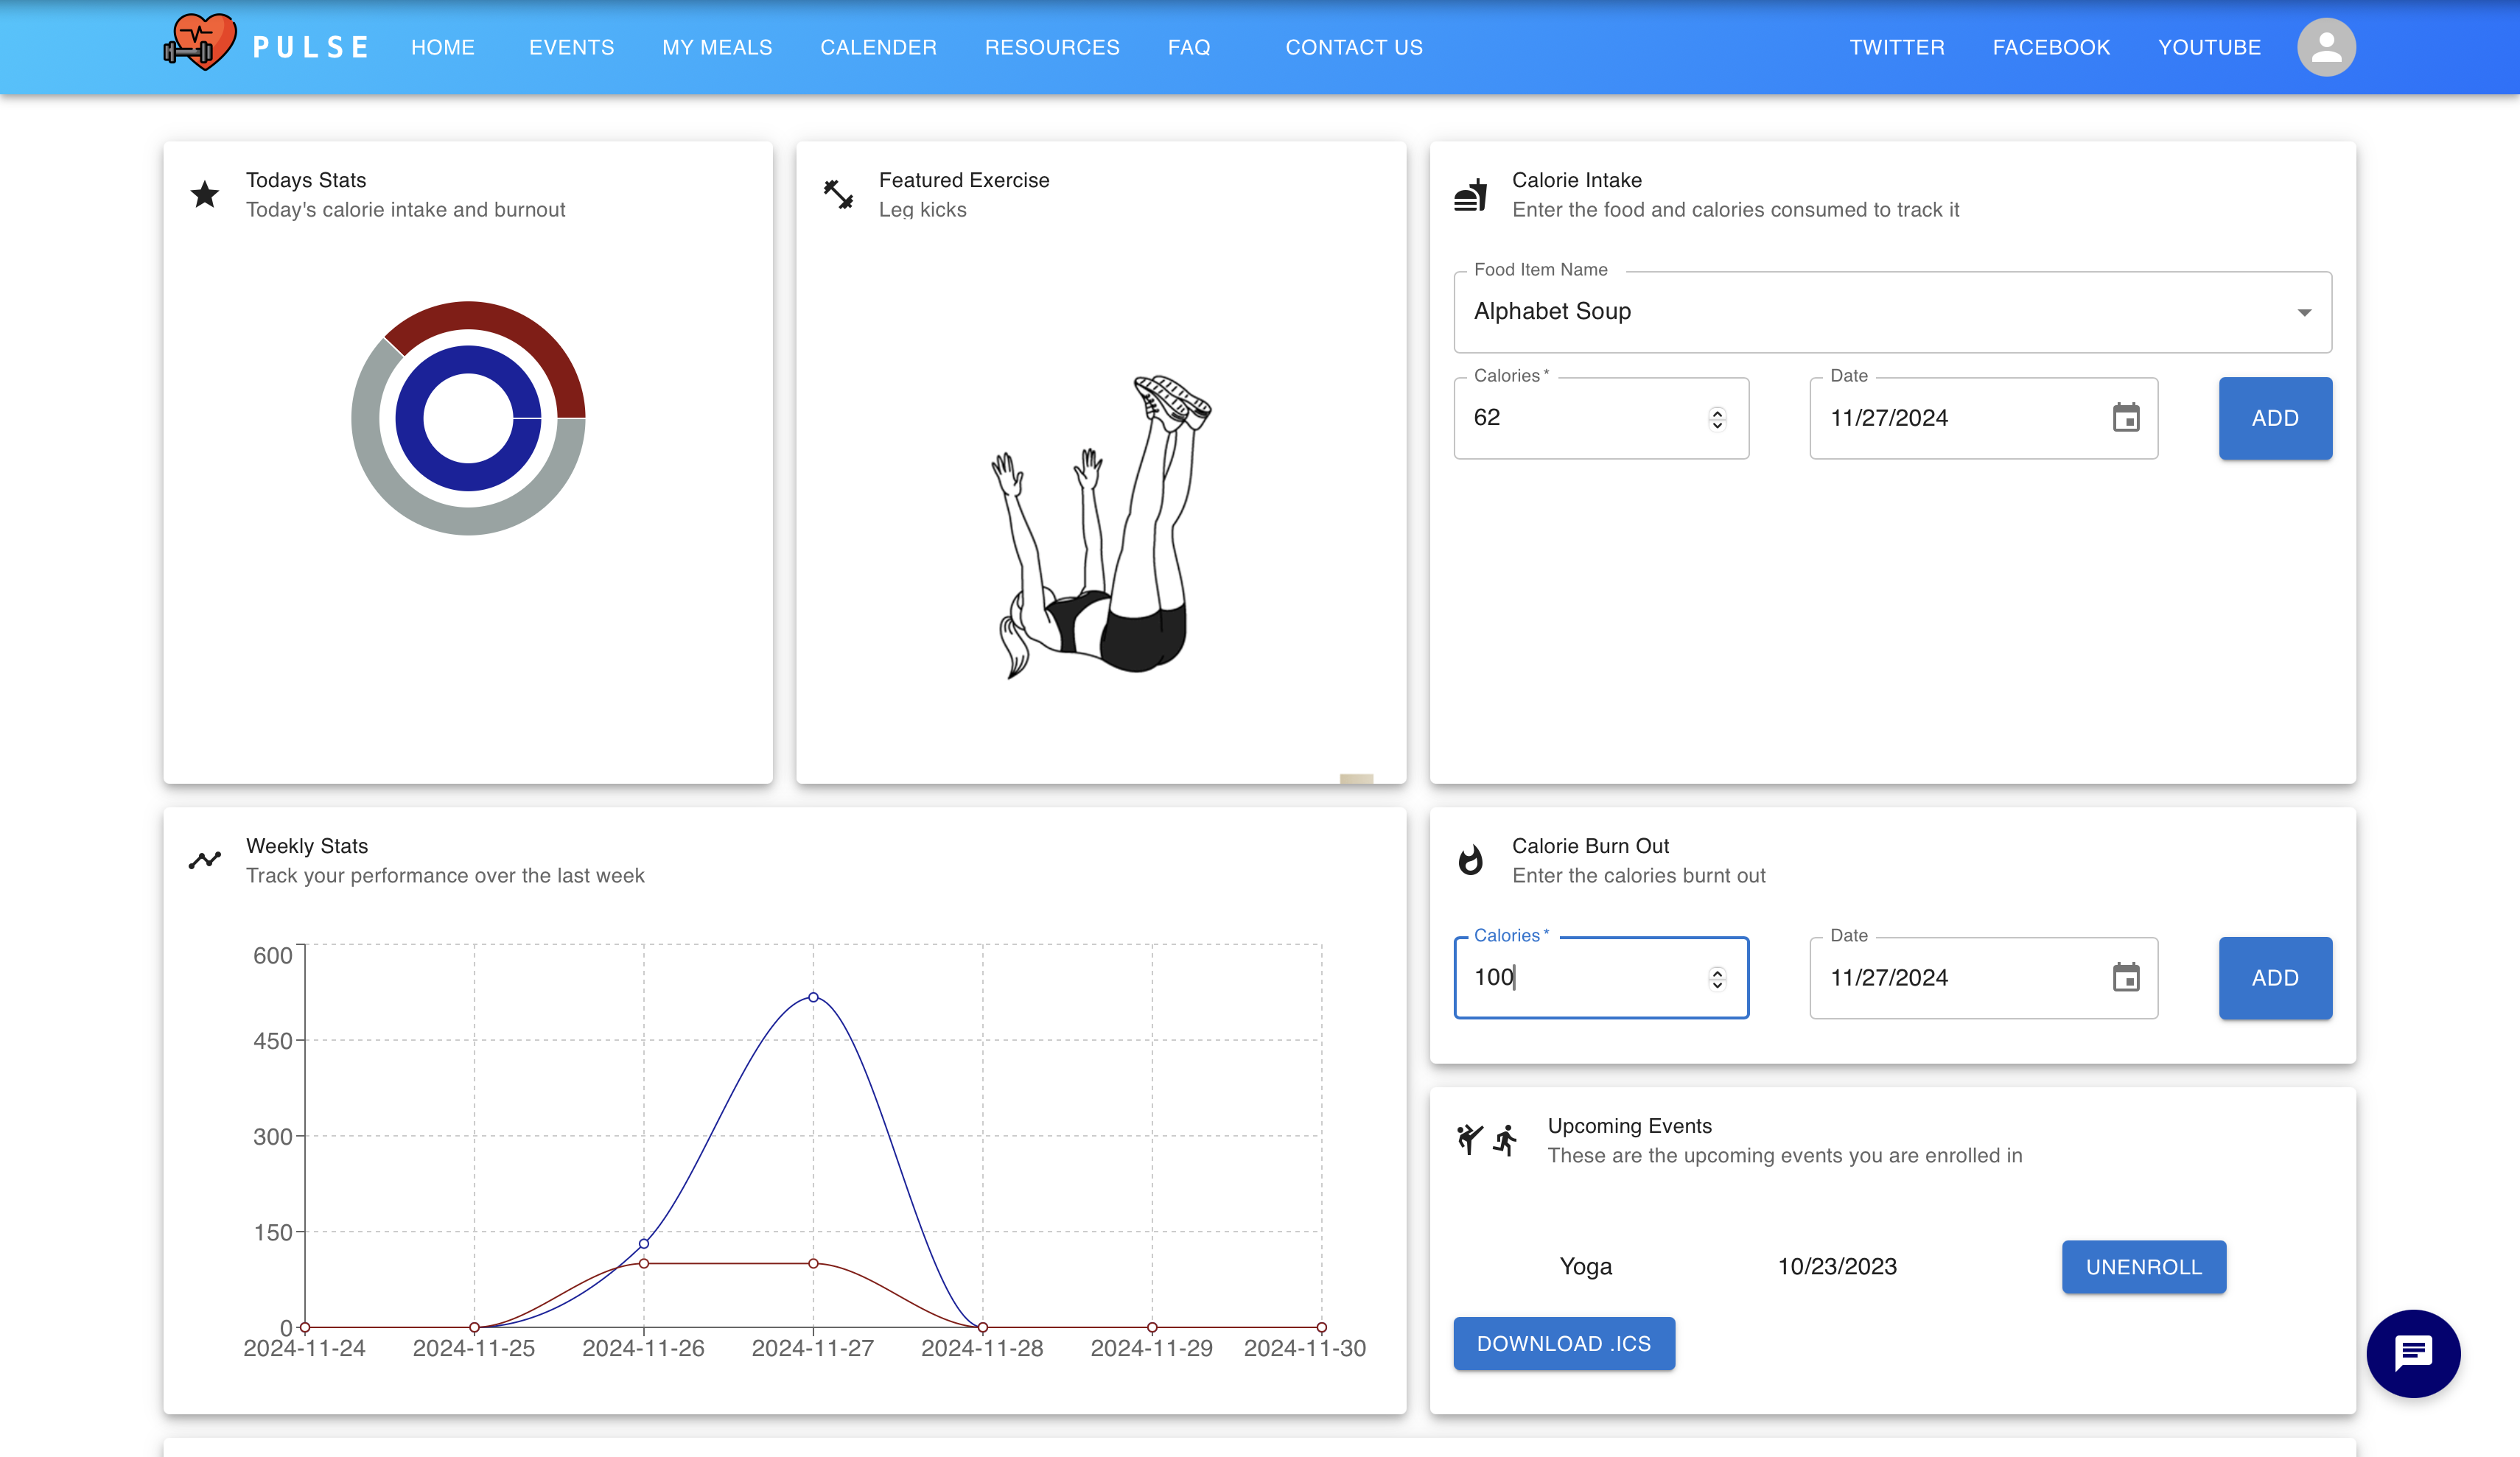 PULSE HOME EVENTS MY MEALS CALENDER RESOURCES FAQ CONTACT US TWITTER FACEBOOK YOUTUBE
Todays Stats
Today's calorie intake and burnout
Featured Exercise
Leg kicks
Calorie Intake
Enter the food and calories consumed to track it
Food Item Name
Alphabet Soup
Calories *
62
Date
11/27/2024
ADD
Weekly Stats
Track your performance over the last week
600
450
300
150
0
2024-11-24 2024-11-25 2024-11-26 2024-11-27 2024-11-28 2024-11-29 2024-11-30
Calorie Burn Out
Enter the calories burnt out
Calories *
100
Date
11/27/2024
ADD
Upcoming Events
These are the upcoming events you are enrolled in
Yoga 10/23/2023 UNENROLL
DOWNLOAD .ICS